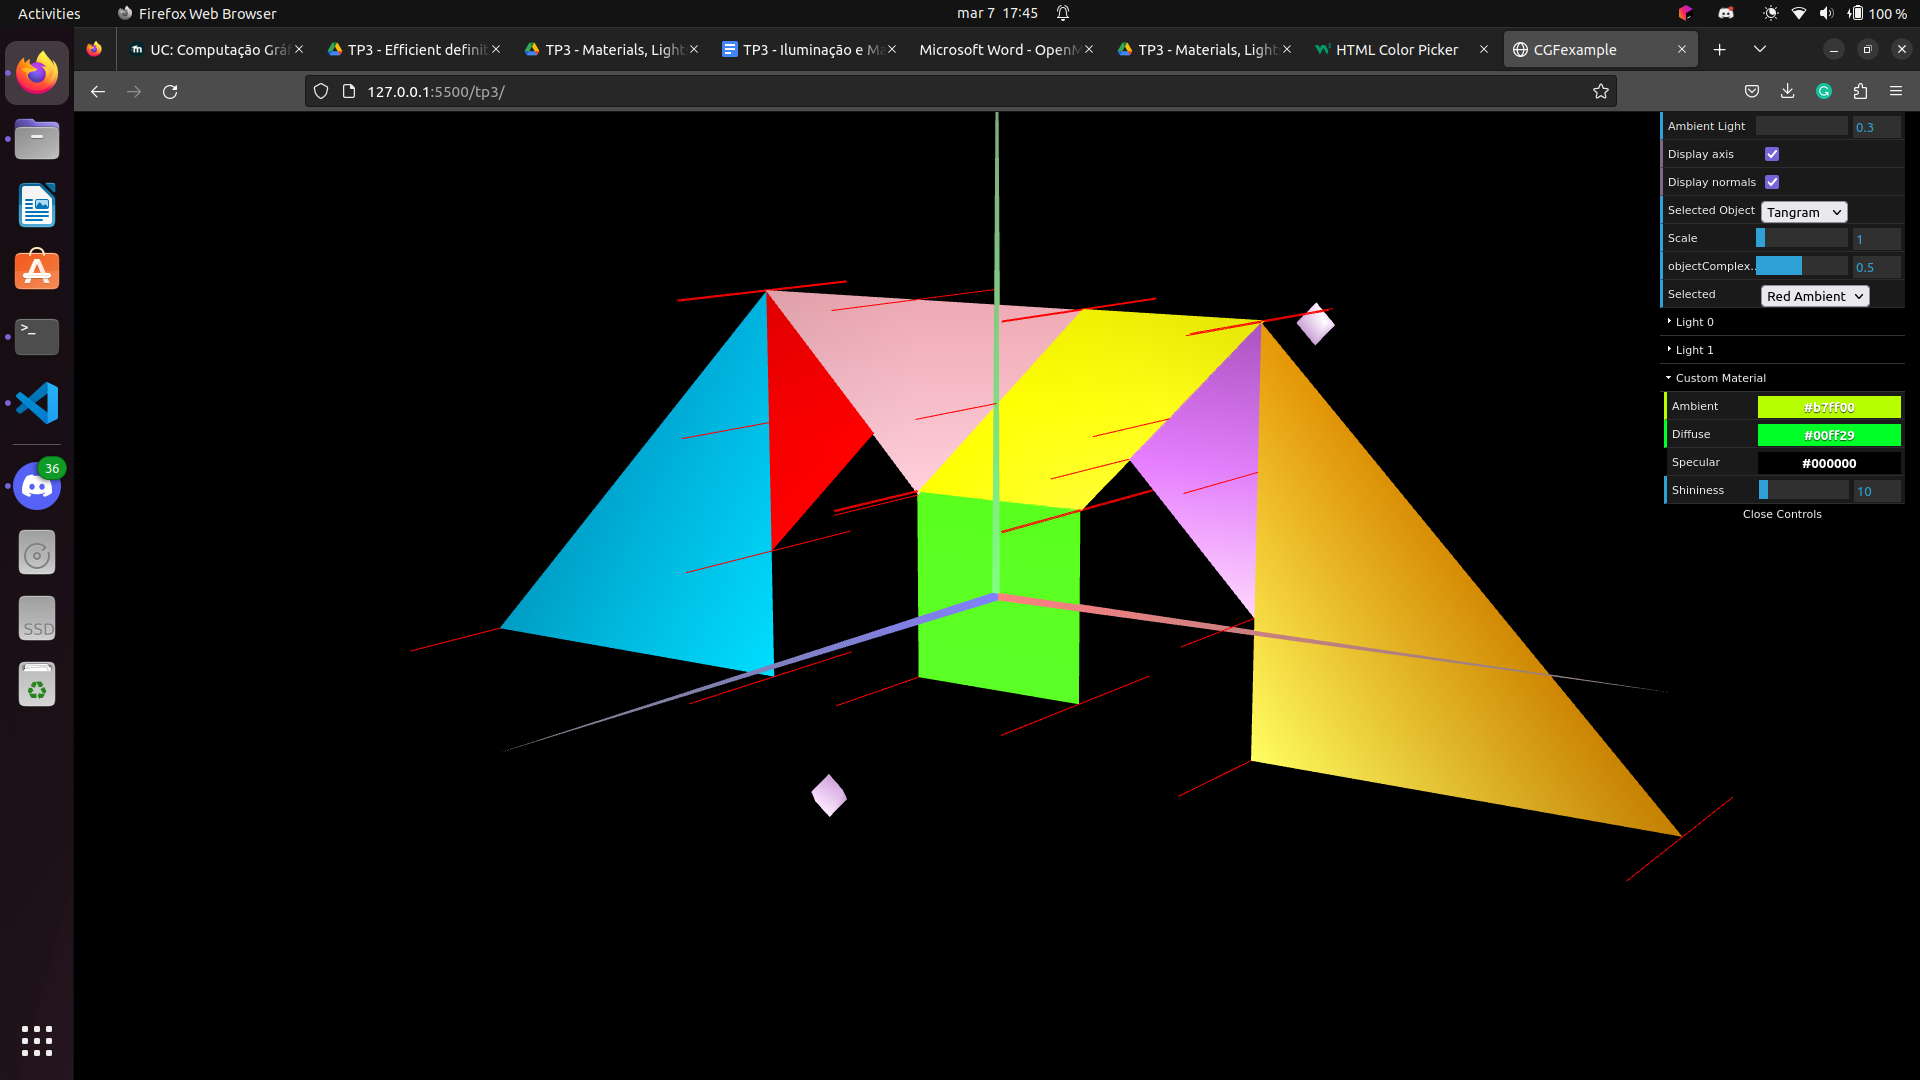 Activities
Firefox Web Browser
mar 7 17:45
100 %
UC: Computação Gráf
TP3 - Efficient definit
TP3 - Materials, Light
TP3 - Iluminação e Ma
Microsoft Word - OpenM
TP3 - Materials, Light
HTML Color Picker
CGFexample
127.0.0.1:5500/tp3/
Ambient Light 0.3
Display axis
Display normals
Selected Object Tangram
Scale 1
objectComplex... 0.5
Selected Red Ambient
Light 0
Light 1
Custom Material
Ambient #b7ff00
Diffuse #00ff29
Specular #000000
Shininess 10
Close Controls
36
SSD